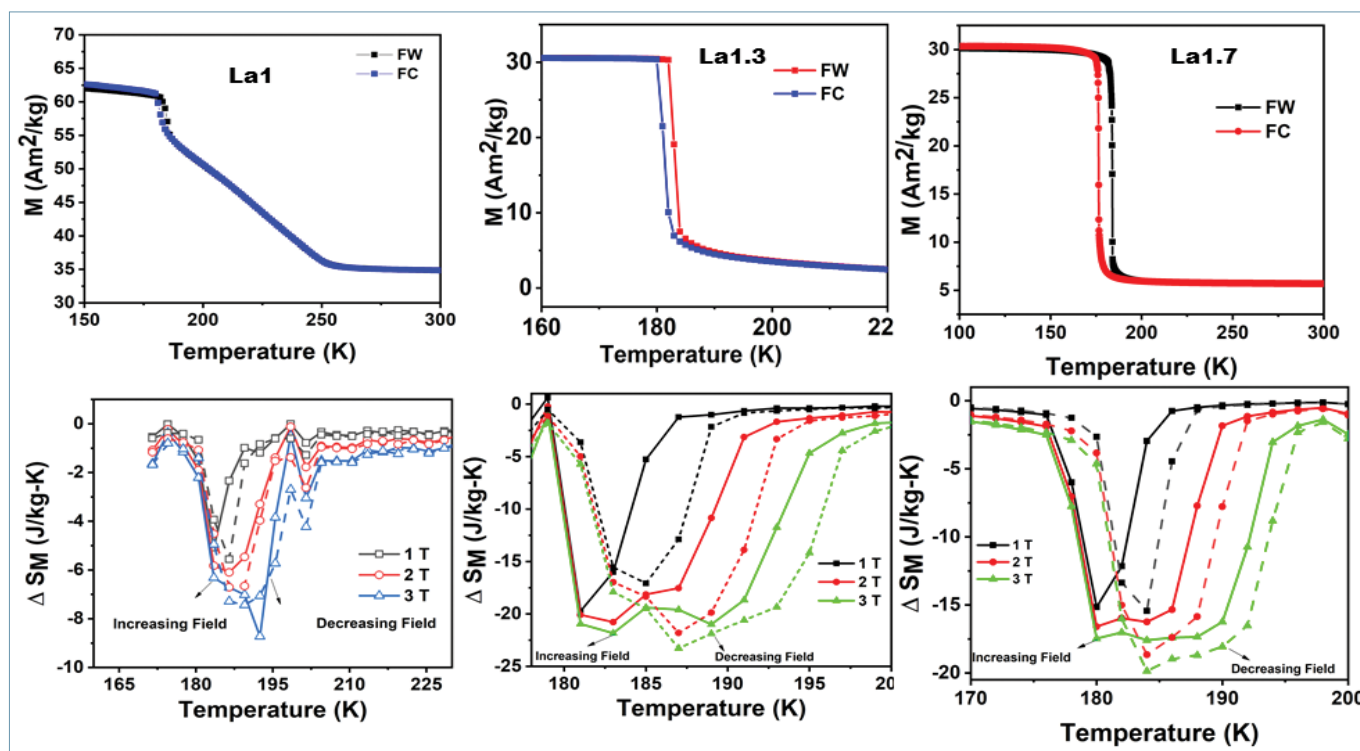 La1
FW
FC
M (Am²/kg)
70
65
60
55
50
45
40
35
30
150 200 250 300
Temperature (K)
La1.3
FW
FC
M (Am²/kg)
30
20
10
0
160 180 200 22
Temperature (K)
La1.7
FW
FC
M (Am²/kg)
30
25
20
15
10
5
100 150 200 250 300
Temperature (K)
Δ SM (J/kg-K)
0
-2
-4
-6
-8
-10
1 T
2 T
3 T
Increasing Field
Decreasing Field
165 180 195 210 225
Temperature (K)
Δ SM (J/kg-K)
0
-5
-10
-15
-20
-25
1 T
2 T
3 T
Increasing Field
Decreasing Field
180 185 190 195 20
Temperature (K)
Δ SM (J/kg-K)
0
-5
-10
-15
-20
1 T
2 T
3 T
Increasing Field
Decreasing Field
170 180 190 200
Temperature (K)